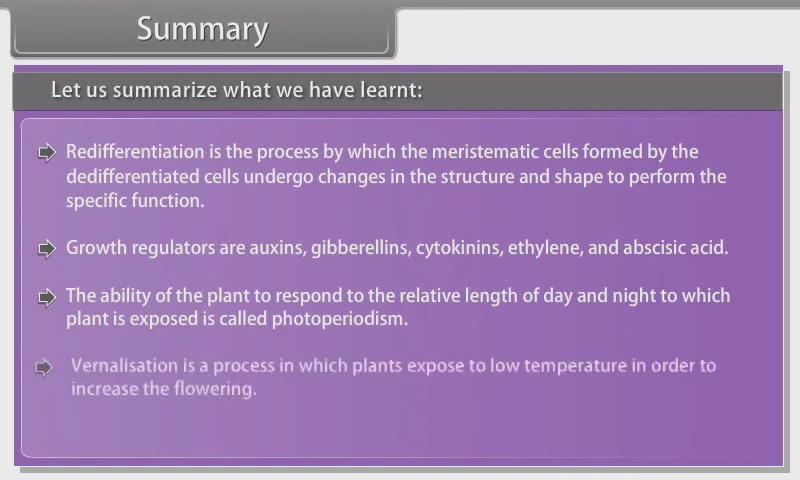 Summary
Let us summarize what we have learnt:
Redifferentiation is the process by which the meristematic cells formed by the
dedifferentiated cells undergo changes in the structure and shape to perform the
specific function.
Growth regulators are auxins, gibberellins, cytokinins, ethylene, and abscisic acid.
The ability of the plant to respond to the relative length of day and night to which
plant is exposed is called photoperiodism.
Vernalisation is a process in which plants expose to low temperature in order to
increase the flowering.